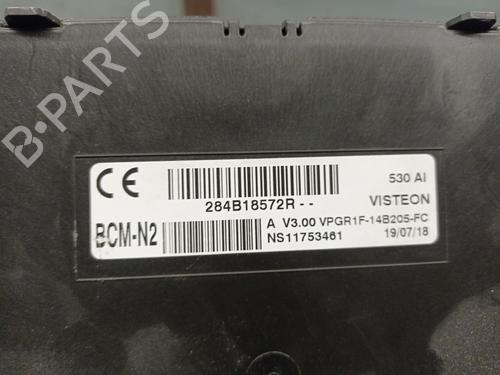 B-PARTS
CE
530 AI
284B18572R - -
VISTEON
BCM-N2
A V3.00 VPGR1F-14B205-FC
NS11753461
19/07/18